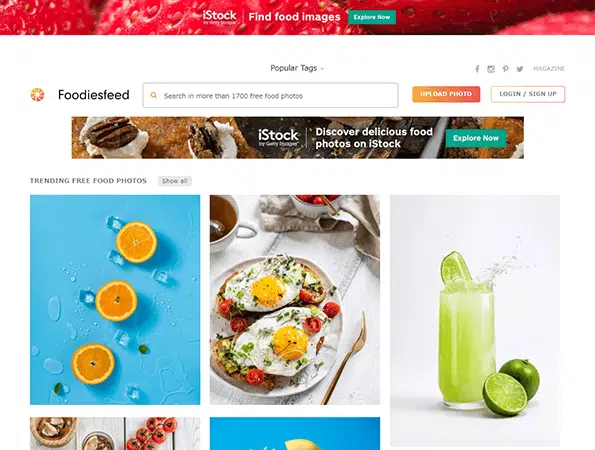 iStock
by Getty Images
Find food images
Explore Now
Popular Tags
MAGAZINE
Foodiesfeed
Search in more than 1700 free food photos
UPLOAD PHOTO
LOGIN / SIGN UP
iStock
by Getty Images
Discover delicious food
photos on iStock
Explore Now
TRENDING FREE FOOD PHOTOS
Show all